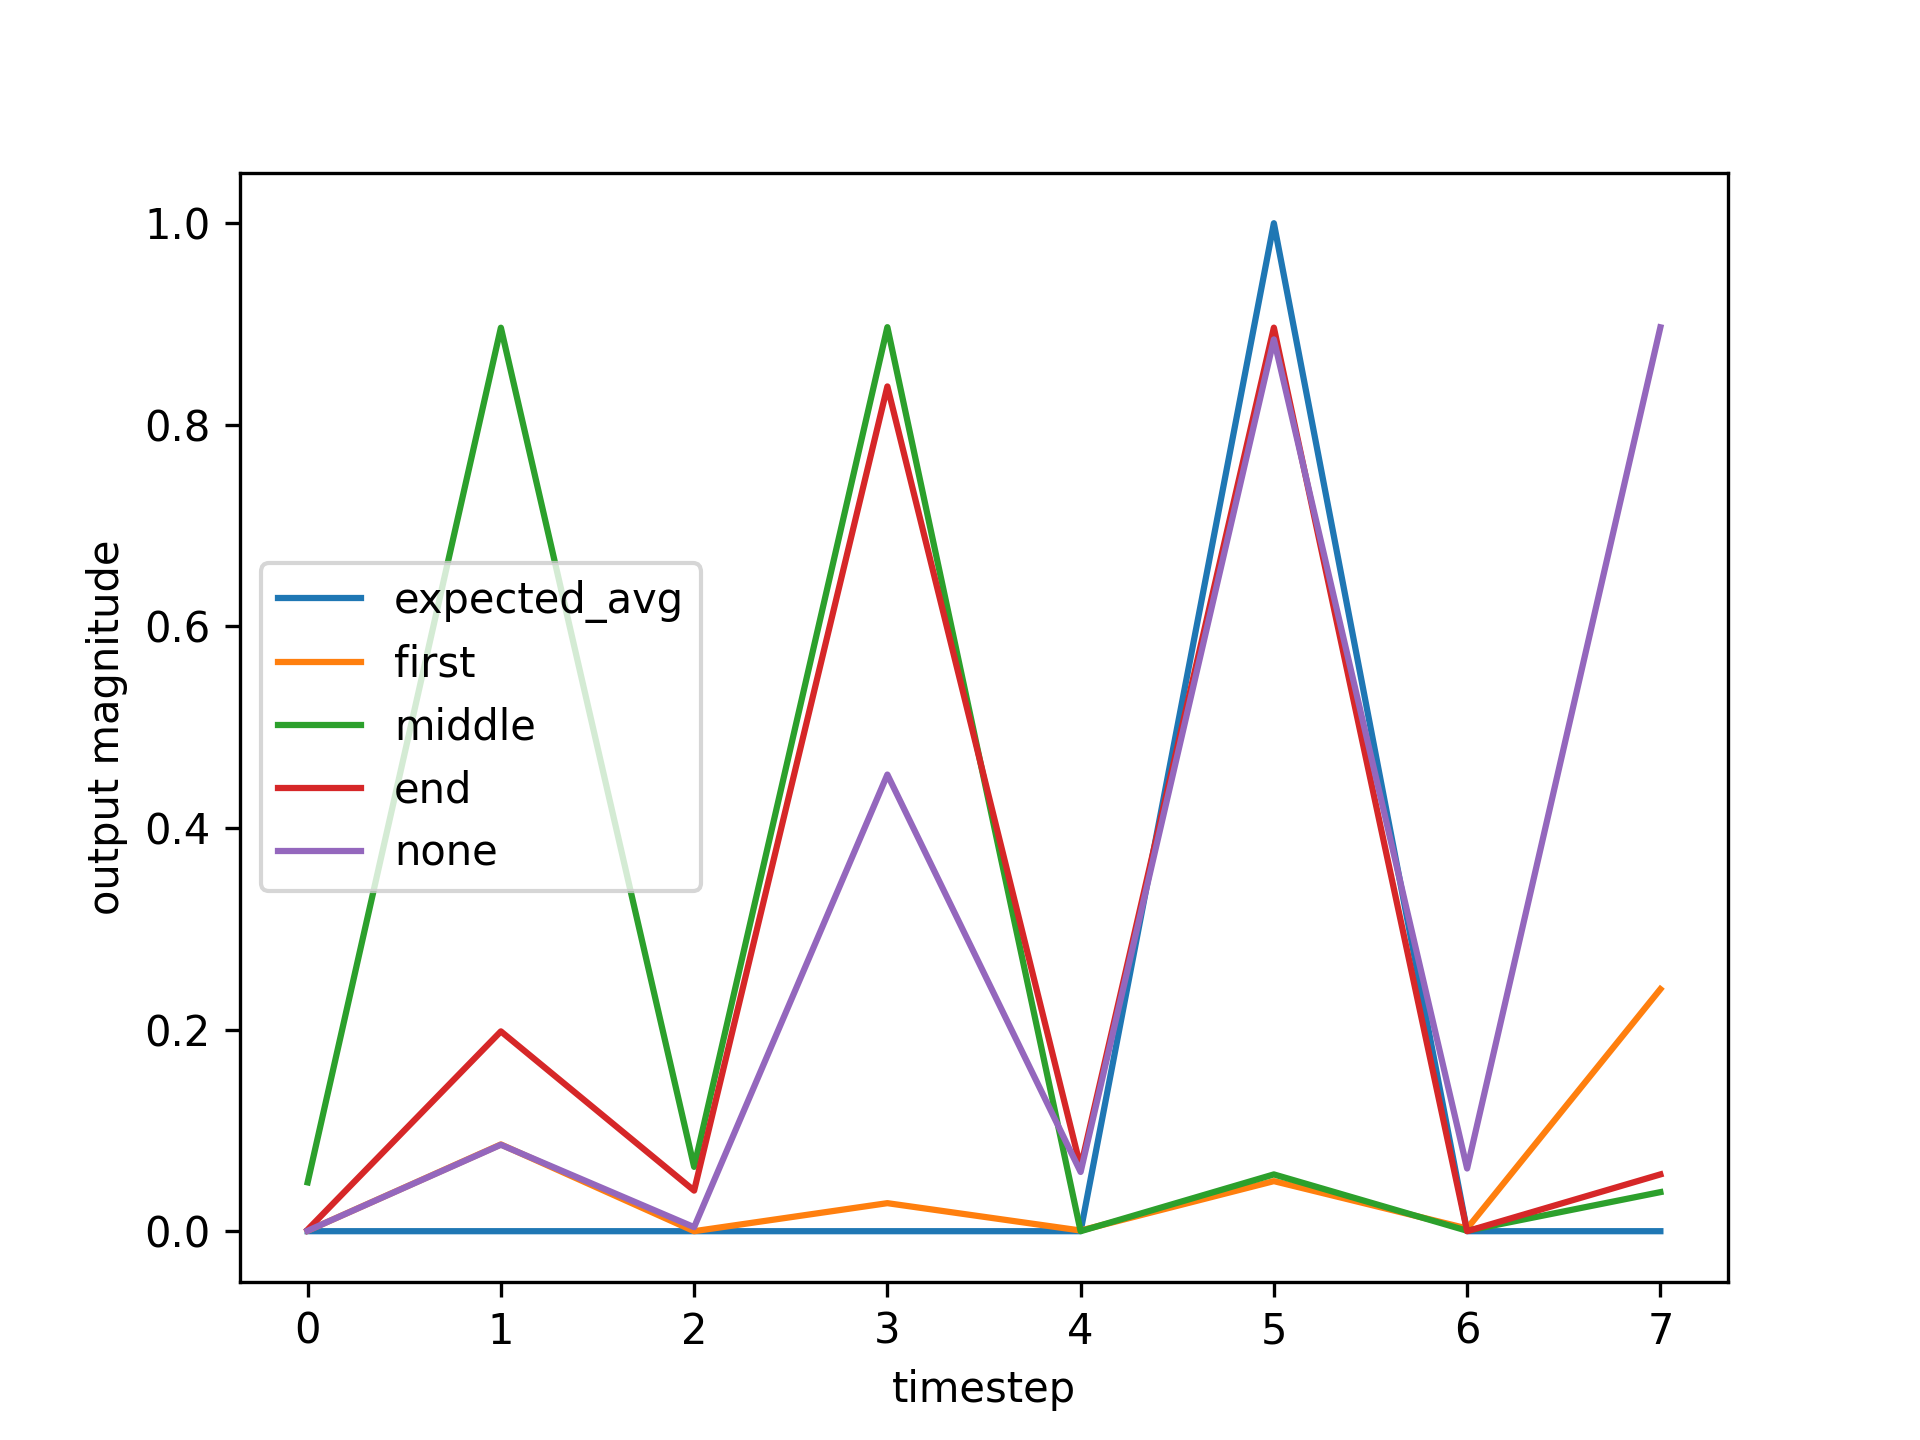 1.0
0.8
0.6
0.4
0.2
0.0
output magnitude
expected_avg
first
middle
end
none
0 1 2 3 4 5 6 7
timestep